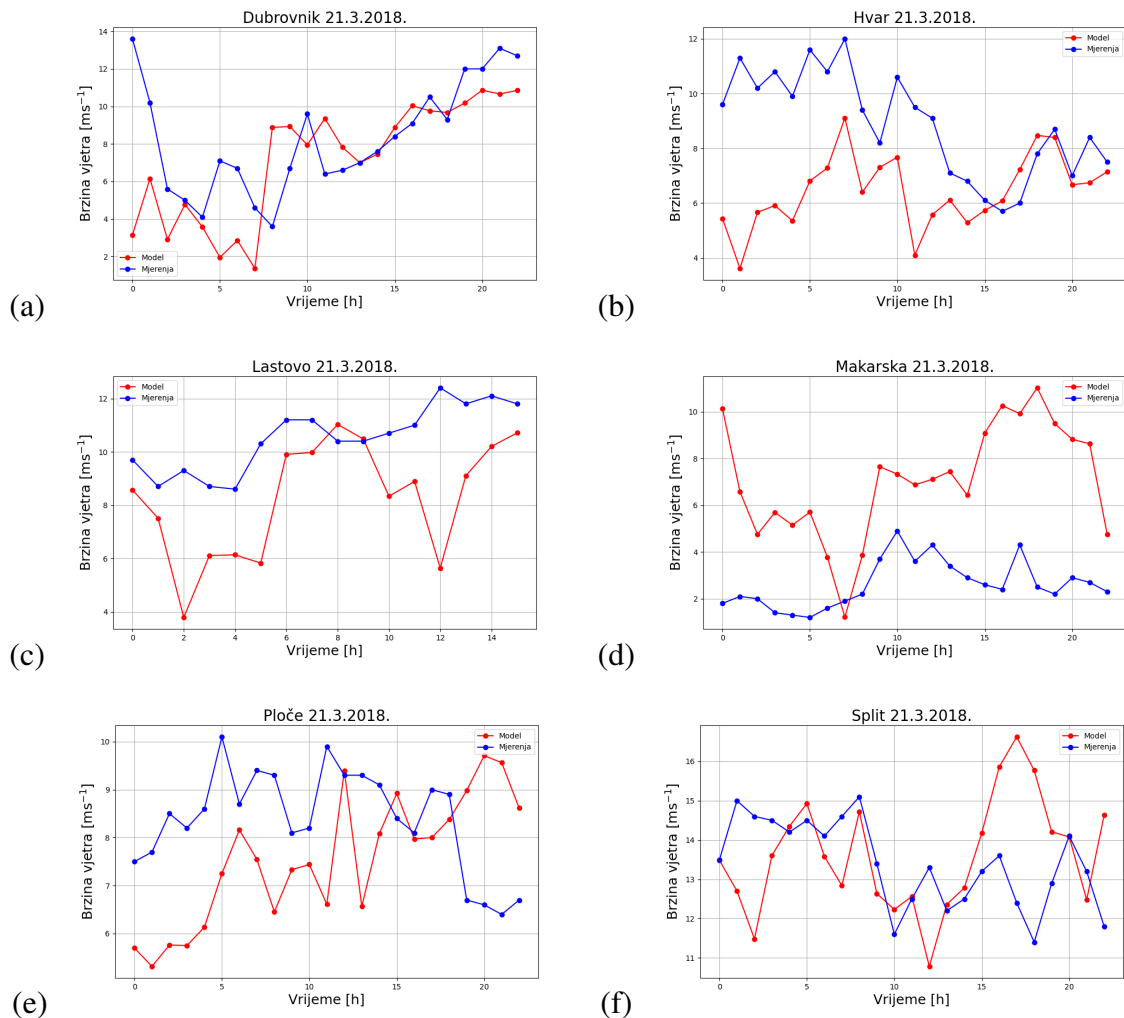 Dubrovnik 21.3.2018.
14
12
10
8
6
4
2
Brzina vjetra [ms⁻¹]
Model
Mjerenja
0 5 10 15 20
Vrijeme [h]
(a)
Hvar 21.3.2018.
12
10
8
6
4
Brzina vjetra [ms⁻¹]
Model
Mjerenja
0 5 10 15 20
Vrijeme [h]
(b)
Lastovo 21.3.2018.
12
10
8
6
4
Brzina vjetra [ms⁻¹]
Model
Mjerenja
0 2 4 6 8 10 12 14
Vrijeme [h]
(c)
Makarska 21.3.2018.
10
8
6
4
2
Brzina vjetra [ms⁻¹]
Model
Mjerenja
0 5 10 15 20
Vrijeme [h]
(d)
Ploče 21.3.2018.
10
9
8
7
6
Brzina vjetra [ms⁻¹]
Model
Mjerenja
0 5 10 15 20
Vrijeme [h]
(e)
Split 21.3.2018.
16
15
14
13
12
11
Brzina vjetra [ms⁻¹]
Model
Mjerenja
0 5 10 15 20
Vrijeme [h]
(f)